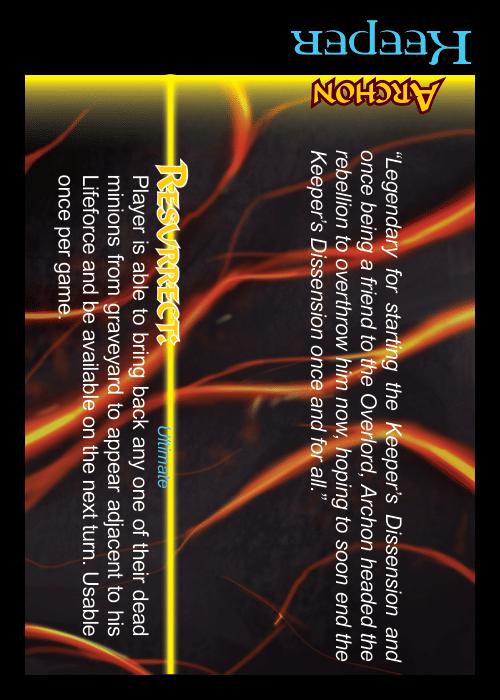 Keeper
Archon
“Legendary for starting the Keeper's Dissension and
once being a friend to the Overlord, Archon headed the
rebellion to overthrow him now, hoping to soon end the
Keeper's Dissension once and for all.”
Resurrect:
Ultimate
Player is able to bring back any one of their dead
minions from graveyard to appear adjacent to his
Lifeforce and be available on the next turn. Usable
once per game.